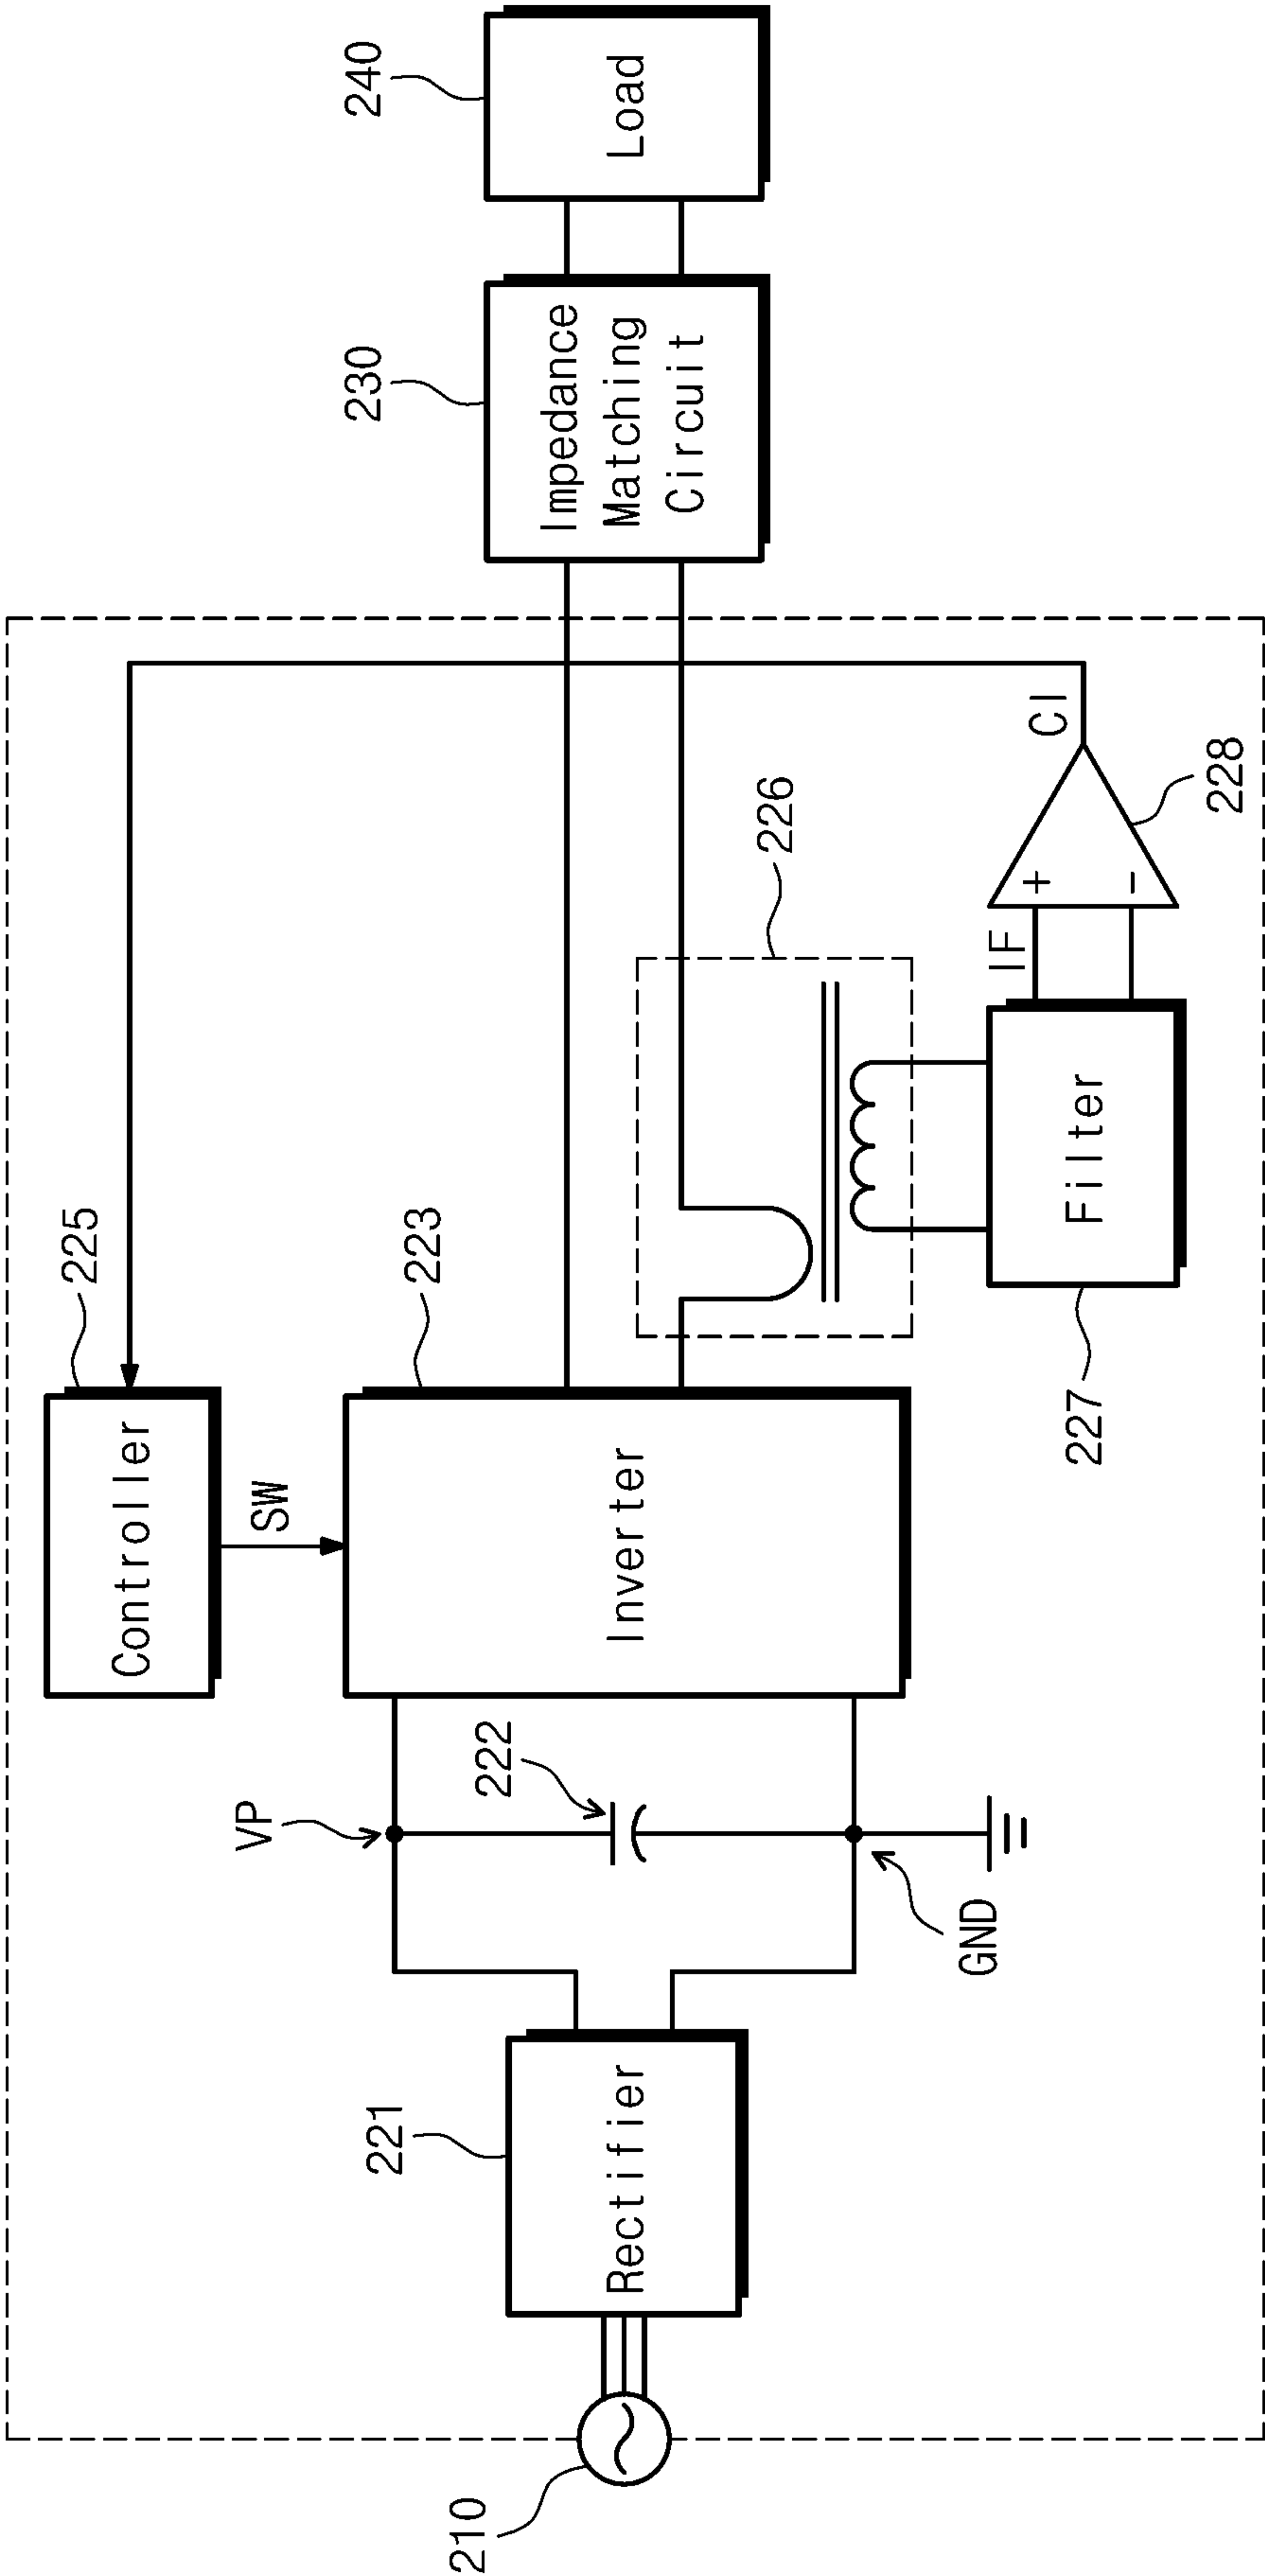 225
Controller
SW
VP
222
223
Inverter
221
Rectifier
210
GND
226
227
Filter
IF
+
-
CI
228
230
Impedance
Matching
Circuit
240
Load